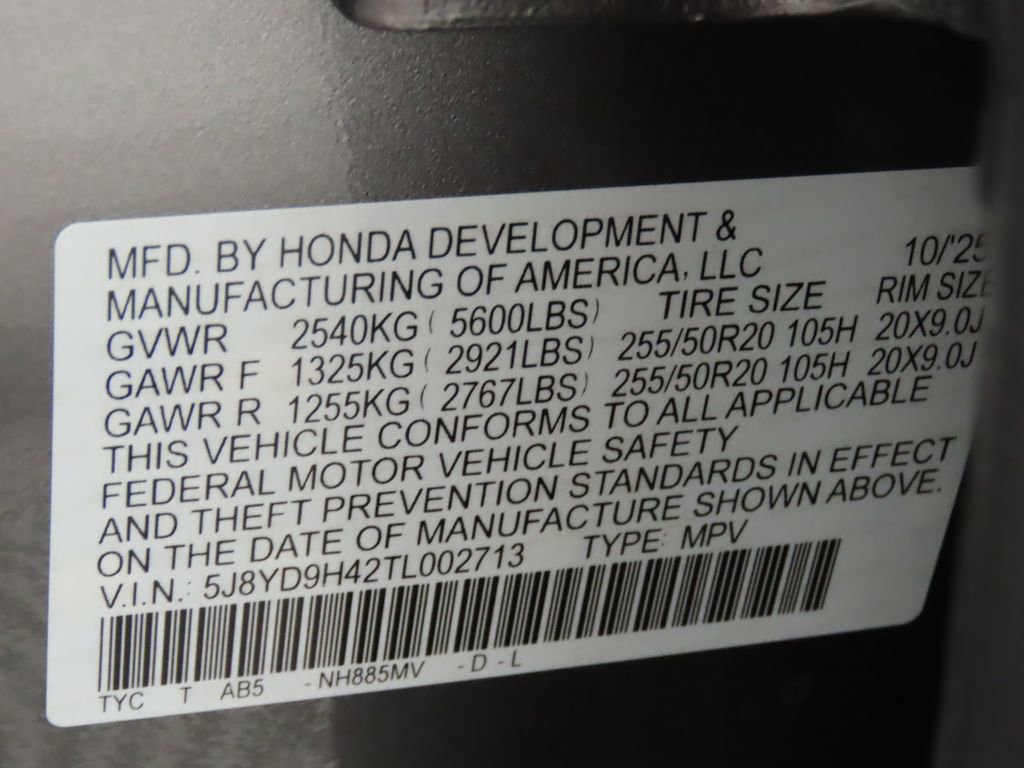 MFD. BY HONDA DEVELOPMENT &
MANUFACTURING OF AMERICA, LLC 10/'25
GVWR 2540KG ( 5600LBS) TIRE SIZE RIM SIZE
GAWR F 1325KG ( 2921LBS) 255/50R20 105H 20X9.0J
GAWR R 1255KG ( 2767LBS) 255/50R20 105H 20X9.0J
THIS VEHICLE CONFORMS TO ALL APPLICABLE
FEDERAL MOTOR VEHICLE SAFETY
AND THEFT PREVENTION STANDARDS IN EFFECT
ON THE DATE OF MANUFACTURE SHOWN ABOVE.
V.I.N.: 5J8YD9H42TL002713 TYPE: MPV
TYC T AB5 - NH885MV - D - L